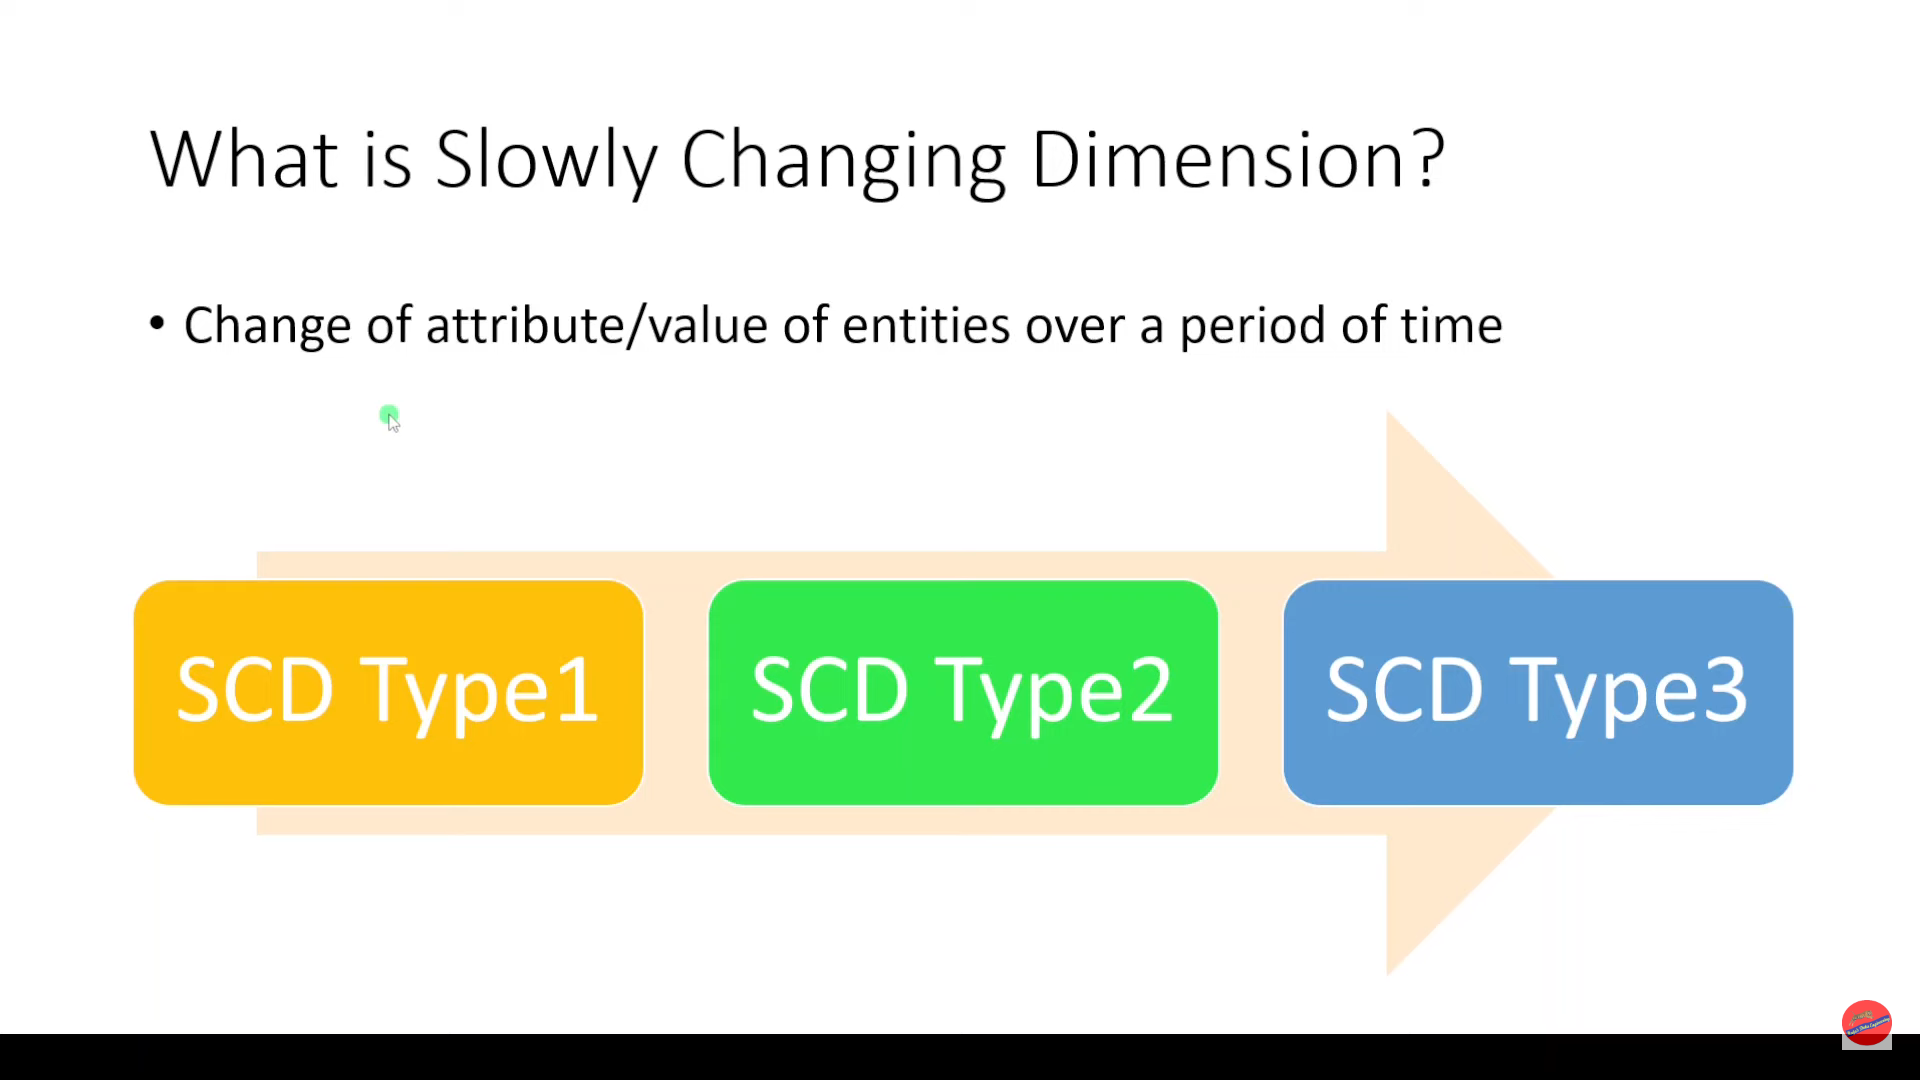 What is Slowly Changing Dimension?
• Change of attribute/value of entities over a period of time
SCD Type1
SCD Type2
SCD Type3